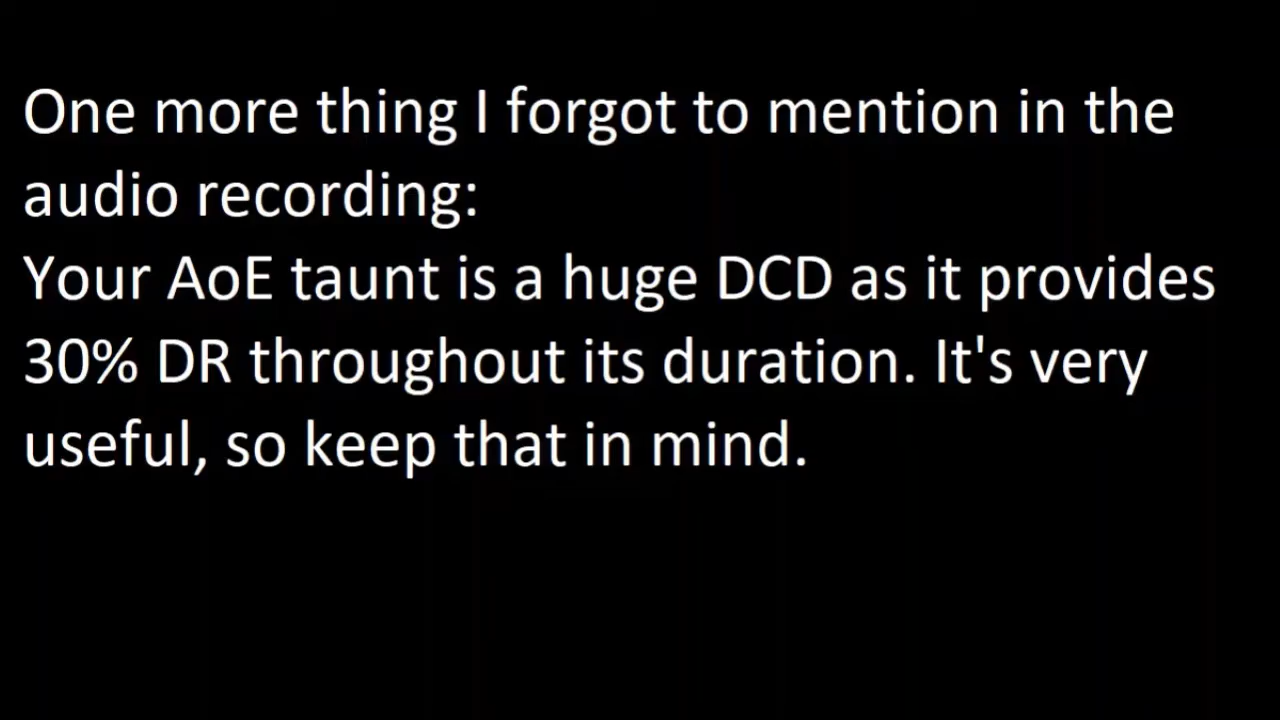 One more thing I forgot to mention in the
audio recording:
Your AoE taunt is a huge DCD as it provides
30% DR throughout its duration. It's very
useful, so keep that in mind.